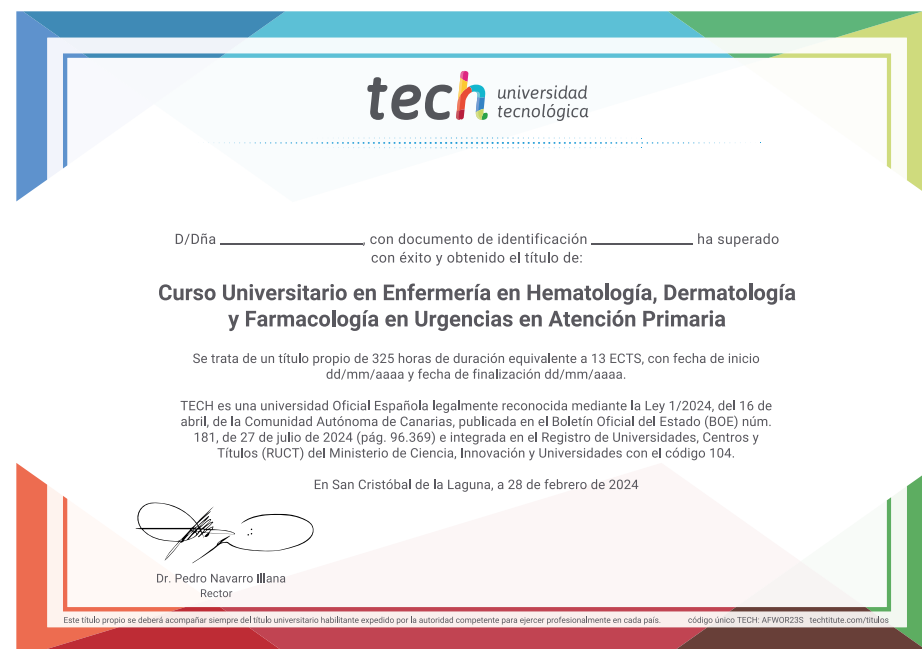 tech universidad
tecnológica
D/Dña ______________, con documento de identificación __________ ha superado
con éxito y obtenido el título de:
Curso Universitario en Enfermería en Hematología, Dermatología
y Farmacología en Urgencias en Atención Primaria
Se trata de un título propio de 325 horas de duración equivalente a 13 ECTS, con fecha de inicio
dd/mm/aaaa y fecha de finalización dd/mm/aaaa.
TECH es una universidad Oficial Española legalmente reconocida mediante la Ley 1/2024, del 16 de
abril, de la Comunidad Autónoma de Canarias, publicada en el Boletín Oficial del Estado (BOE) núm.
181, de 27 de julio de 2024 (pág. 96.369) e integrada en el Registro de Universidades, Centros y
Títulos (RUCT) del Ministerio de Ciencia, Innovación y Universidades con el código 104.
En San Cristóbal de la Laguna, a 28 de febrero de 2024
Dr. Pedro Navarro Illana
Rector
Este título propio se deberá acompañar siempre del título universitario habilitante expedido por la autoridad competente para ejercer profesionalmente en cada país. código único TECH: AFWOR23S techtitute.com/titulos